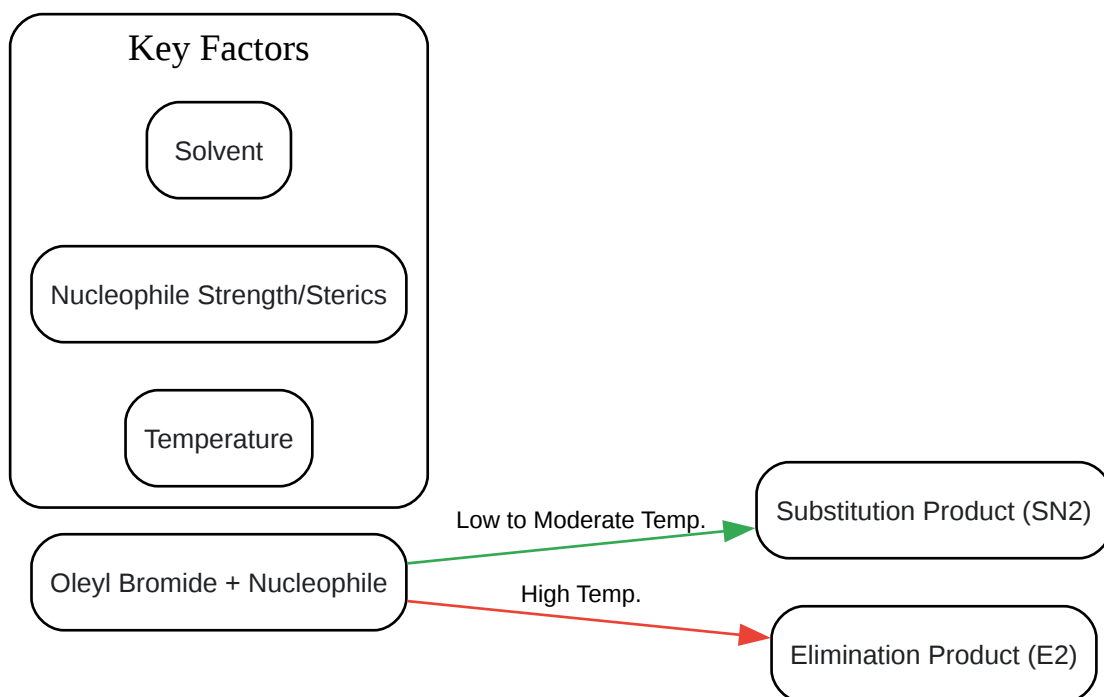 Key Factors
Solvent
Nucleophile Strength/Sterics
Temperature
Oleyl Bromide + Nucleophile
Low to Moderate Temp.
High Temp.
Substitution Product (SN2)
Elimination Product (E2)